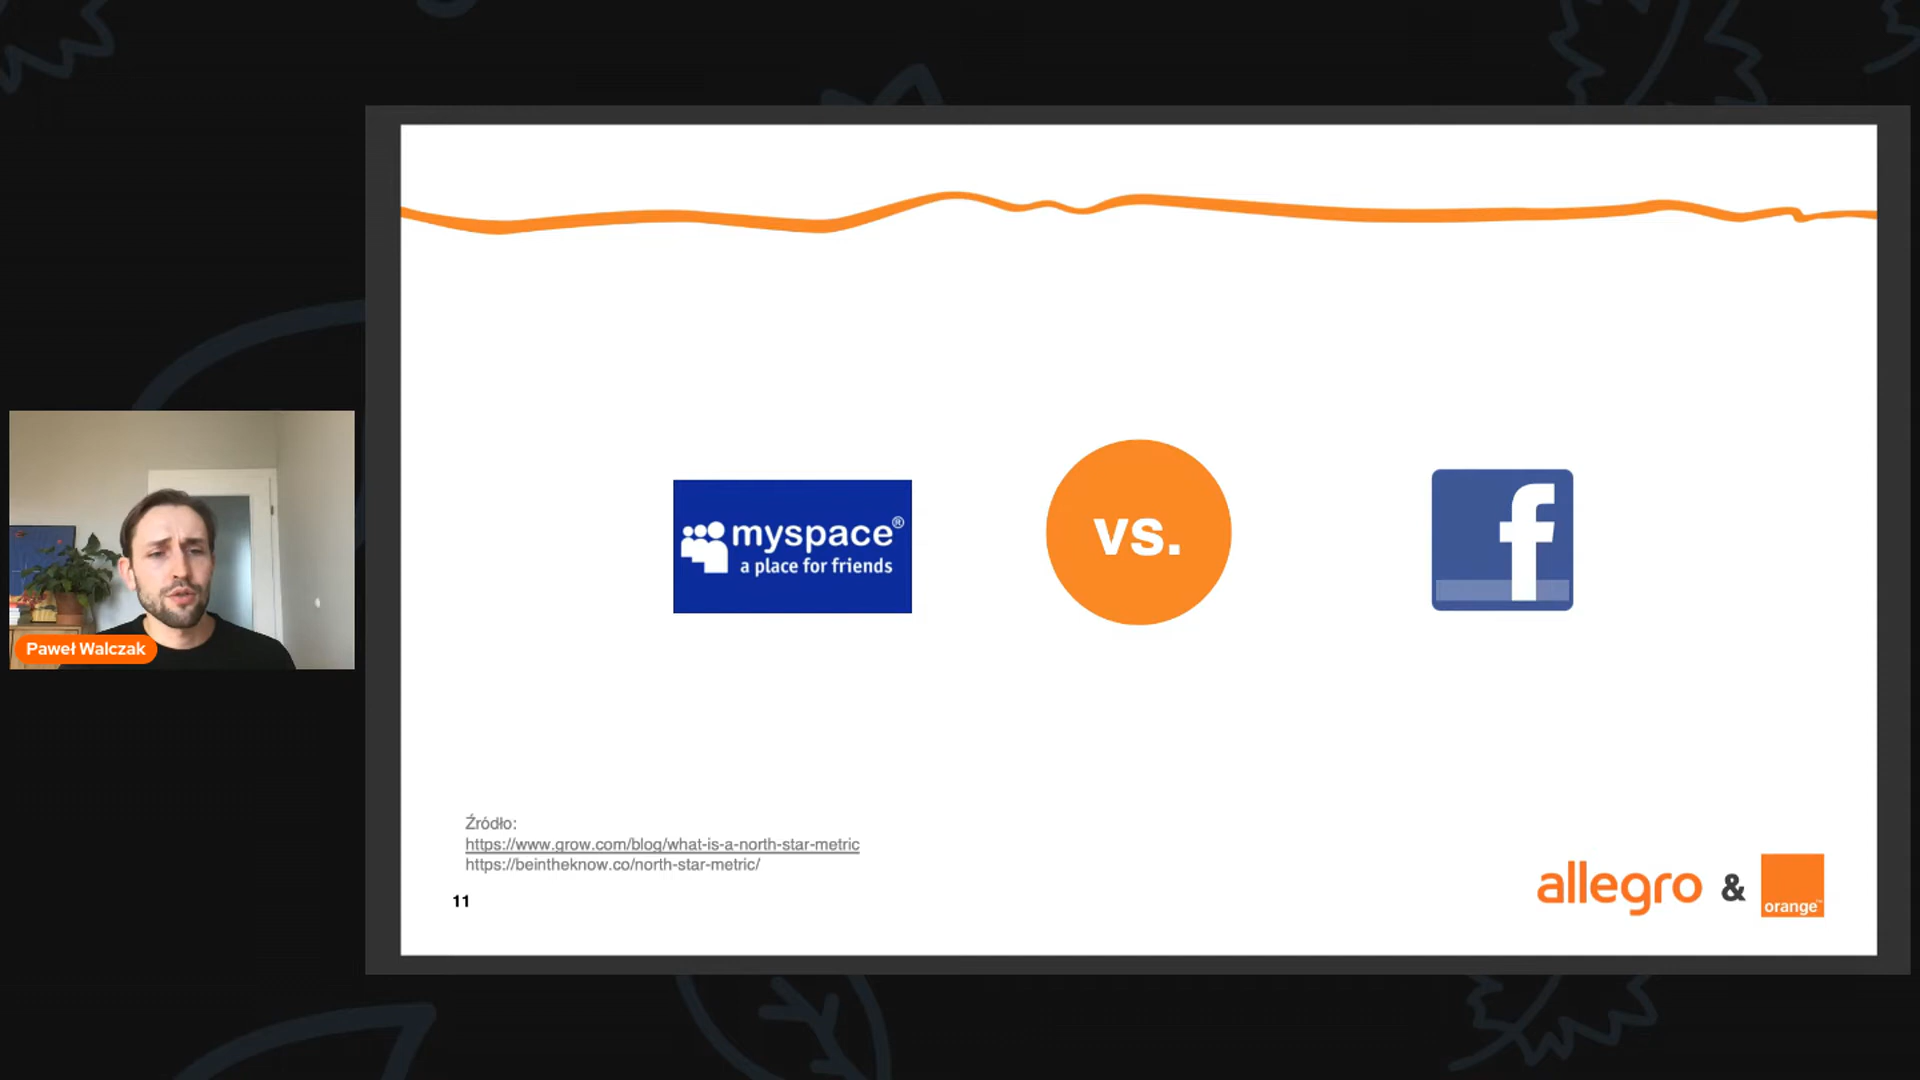 Paweł Walczak
myspace®
a place for friends
vs.
f
Źródło:
https://www.grow.com/blog/what-is-a-north-star-metric
https://beintheknow.co/north-star-metric/
11
allegro & orange™